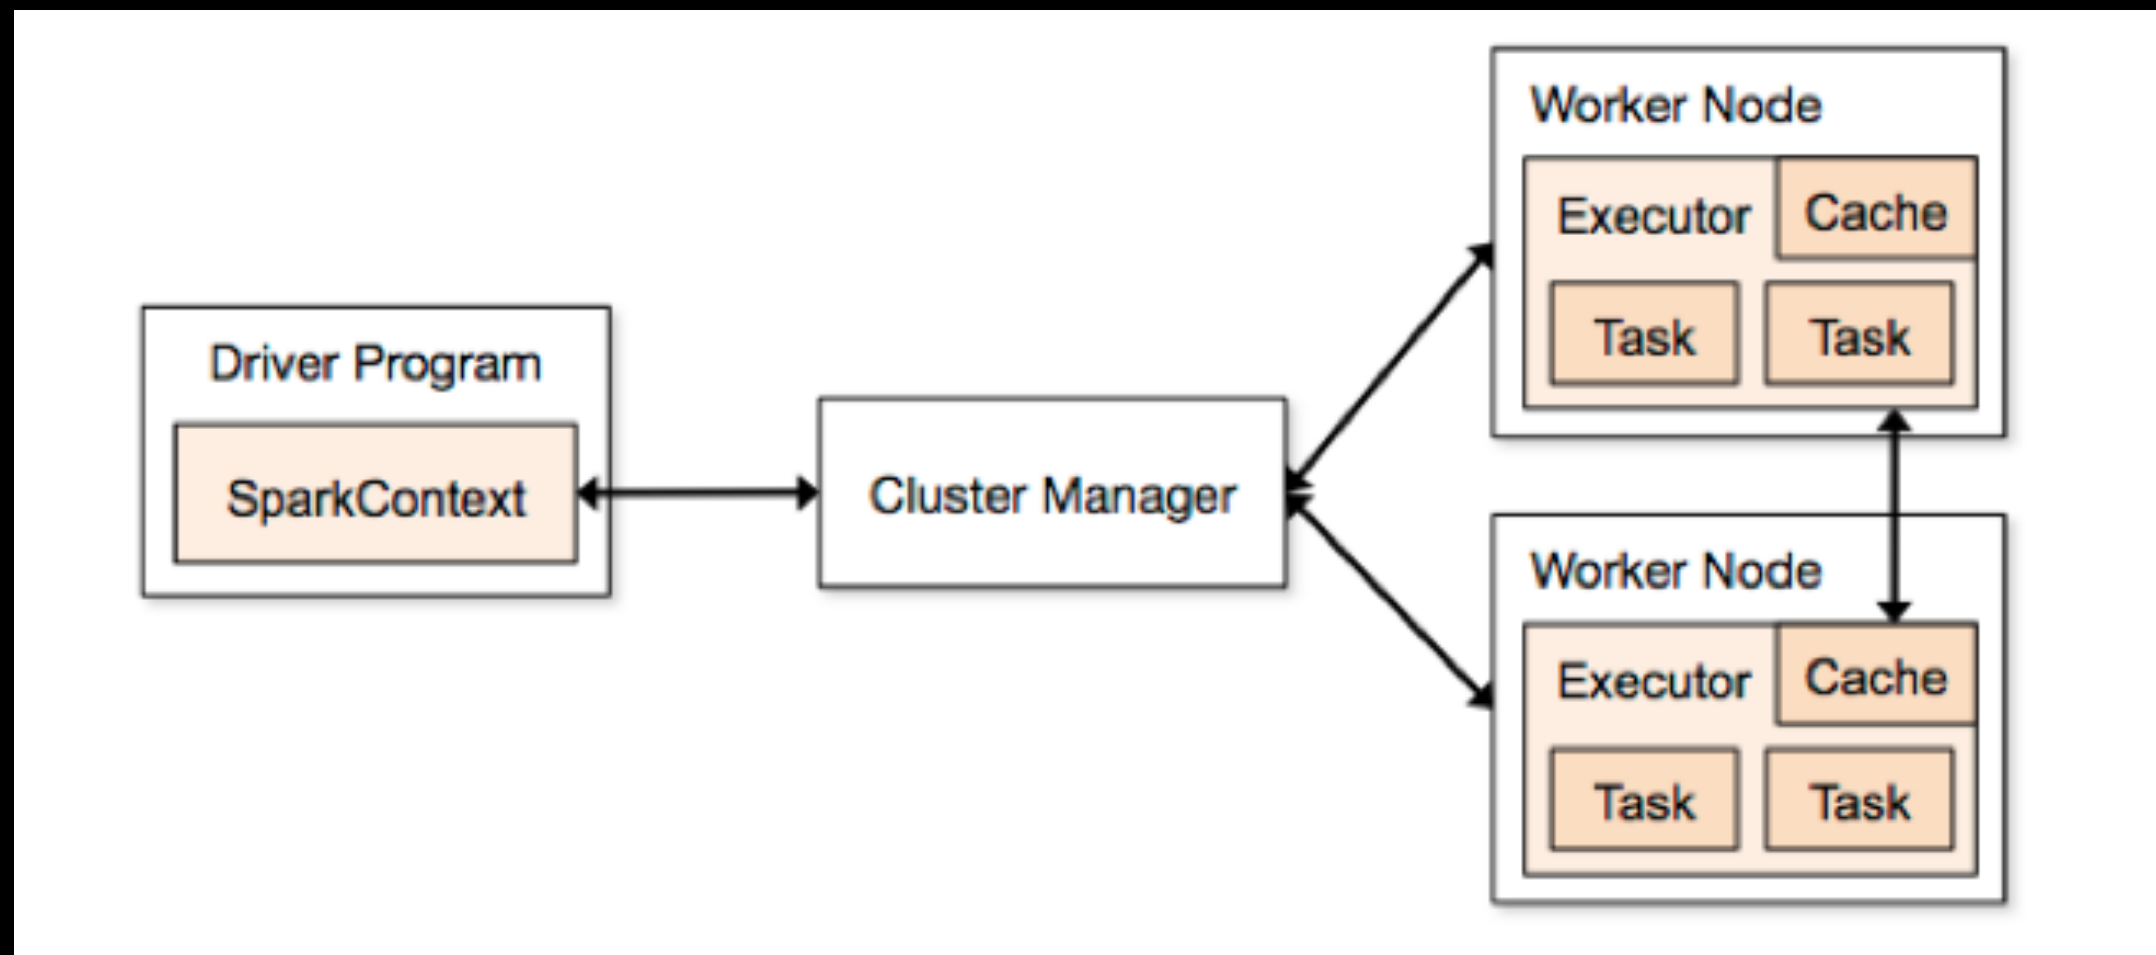 Driver Program
SparkContext
Cluster Manager
Worker Node
Executor
Cache
Task
Task
Worker Node
Executor
Cache
Task
Task